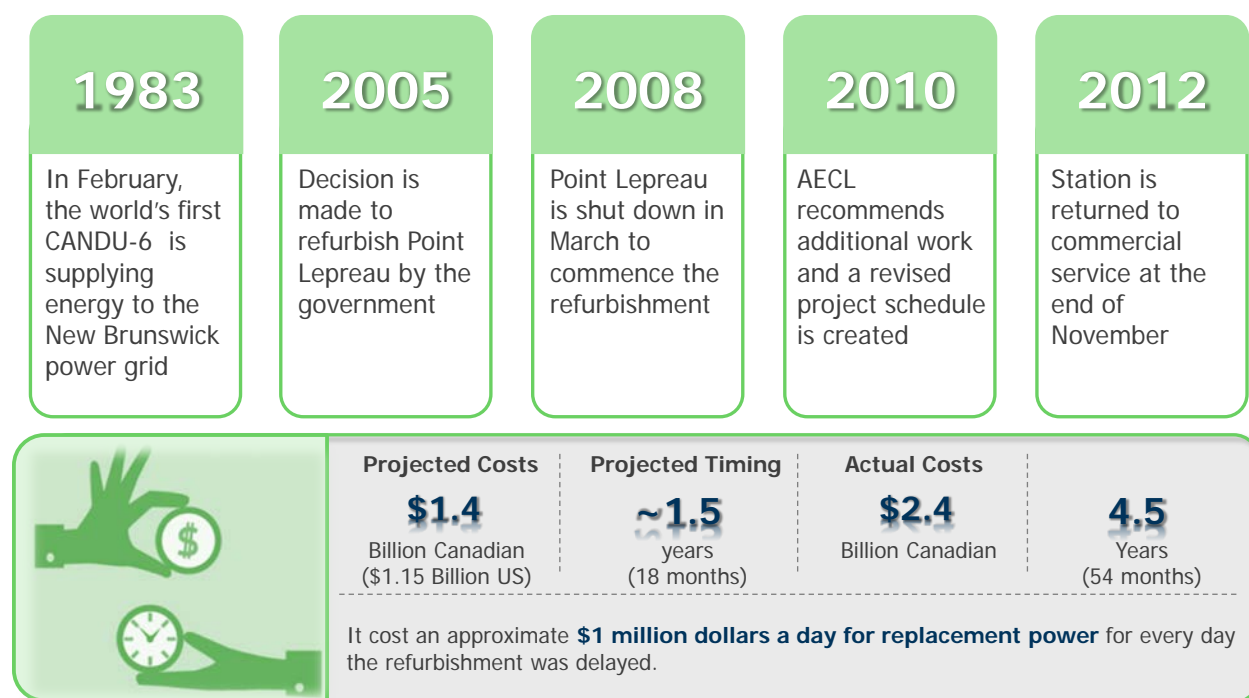 1983
In February,
the world's first
CANDU-6 is
supplying
energy to the
New Brunswick
power grid
2005
Decision is
made to
refurbish Point
Lepreau by the
government
2008
Point Lepreau
is shut down in
March to
commence the
refurbishment
2010
AECL
recommends
additional work
and a revised
project schedule
is created
2012
Station is
returned to
commercial
service at the
end of
November
$
Projected Costs
$1.4
Billion Canadian
($1.15 Billion US)
Projected Timing
~1.5
years
(18 months)
Actual Costs
$2.4
Billion Canadian
4.5
Years
(54 months)
It cost an approximate $1 million dollars a day for replacement power for every day
the refurbishment was delayed.